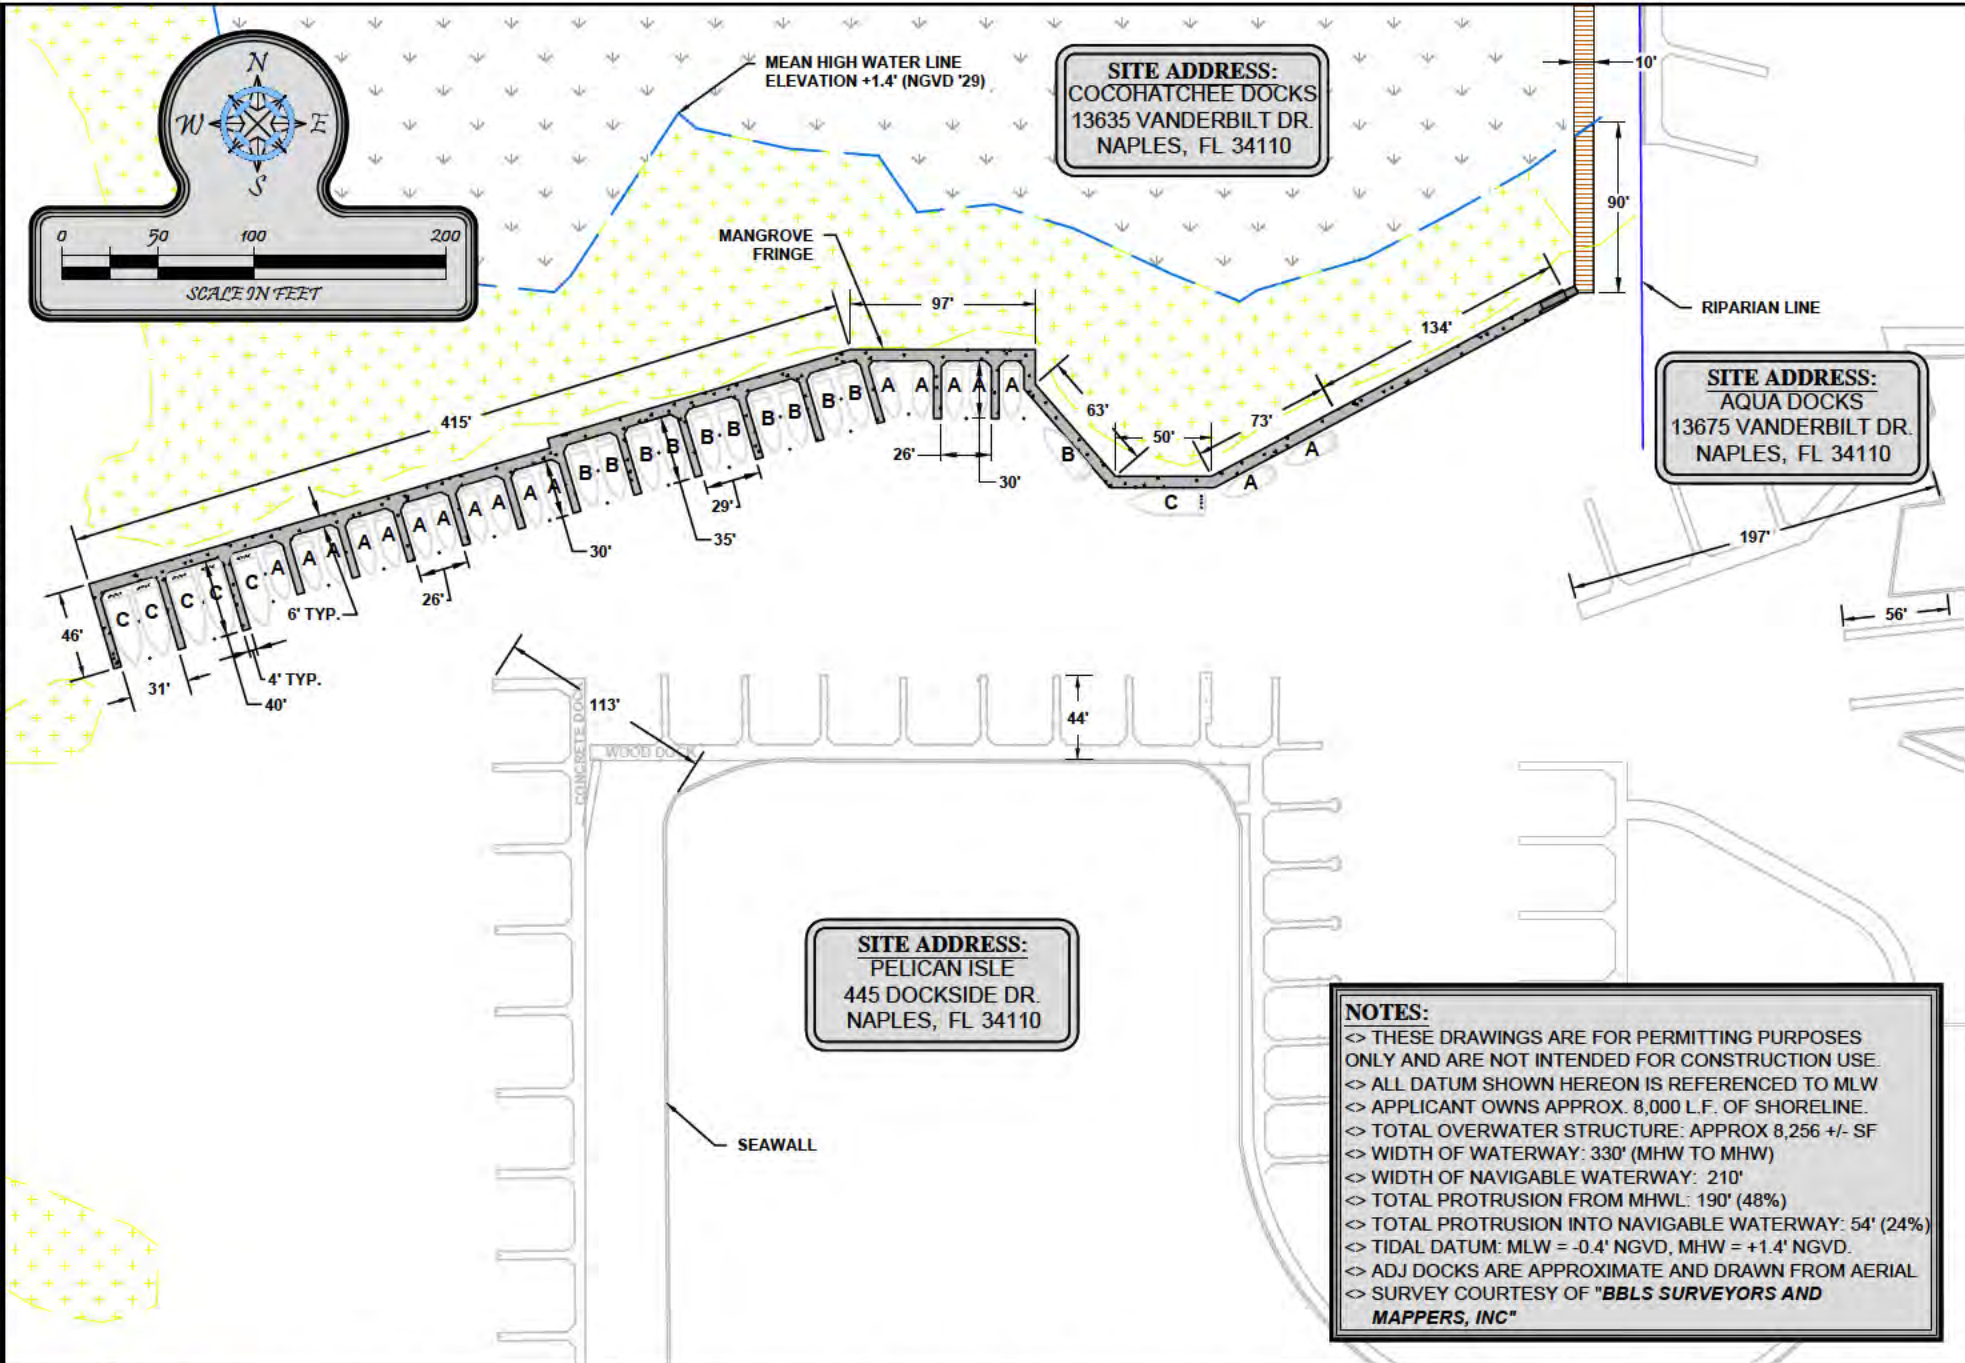 N
W
E
S
0 50 100 200
SCALE IN FEET
MEAN HIGH WATER LINE
ELEVATION +1.4' (NGVD '29)
SITE ADDRESS:
COCOHATCHEE DOCKS
13635 VANDERBILT DR.
NAPLES, FL 34110
10'
90'
MANGROVE
FRINGE
RIPARIAN LINE
97'
134'
SITE ADDRESS:
AQUA DOCKS
13675 VANDERBILT DR.
NAPLES, FL 34110
415'
63'
50'
73'
26'
30'
B
C
A
A
C C C C C A A A A A A A A A A A B B B B B B B B B B A A A A A
29'
35'
30'
26'
6' TYP.
46'
31'
4' TYP.
40'
197'
56'
113'
44'
CONCRETE DOCK
WOOD DOCK
SITE ADDRESS:
PELICAN ISLE
445 DOCKSIDE DR.
NAPLES, FL 34110
SEAWALL
NOTES:
<> THESE DRAWINGS ARE FOR PERMITTING PURPOSES
ONLY AND ARE NOT INTENDED FOR CONSTRUCTION USE.
<> ALL DATUM SHOWN HEREON IS REFERENCED TO MLW
<> APPLICANT OWNS APPROX. 8,000 L.F. OF SHORELINE.
<> TOTAL OVERWATER STRUCTURE: APPROX 8,256 +/- SF
<> WIDTH OF WATERWAY: 330' (MHW TO MHW)
<> WIDTH OF NAVIGABLE WATERWAY: 210'
<> TOTAL PROTRUSION FROM MHWL: 190' (48%)
<> TOTAL PROTRUSION INTO NAVIGABLE WATERWAY: 54' (24%)
<> TIDAL DATUM: MLW = -0.4' NGVD, MHW = +1.4' NGVD.
<> ADJ DOCKS ARE APPROXIMATE AND DRAWN FROM AERIAL
<> SURVEY COURTESY OF "BBLS SURVEYORS AND
MAPPERS, INC"